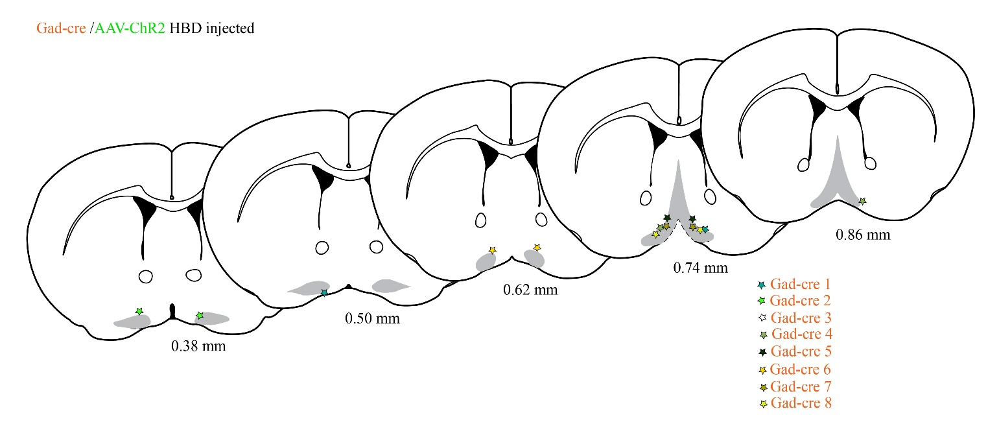 Gad-cre /AAV-ChR2 HBD injected
0.38 mm
0.50 mm
0.62 mm
0.74 mm
0.86 mm
Gad-cre 1
Gad-cre 2
Gad-cre 3
Gad-cre 4
Gad-cre 5
Gad-cre 6
Gad-cre 7
Gad-cre 8